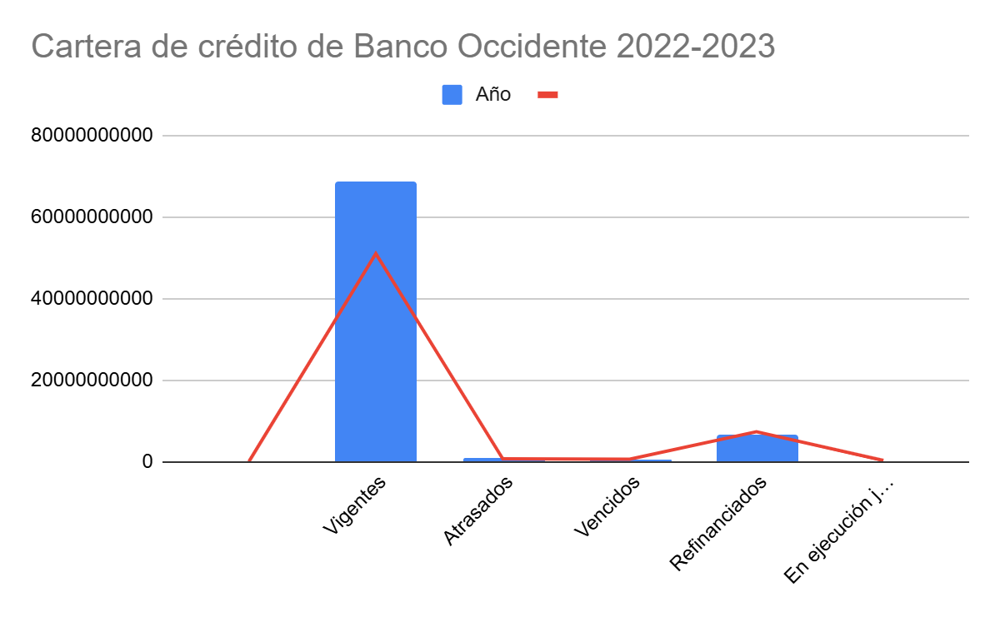 Cartera de crédito de Banco Occidente 2022-2023
Año
80000000000
60000000000
40000000000
20000000000
0
Vigentes
Atrasados
Vencidos
Refinanciados
En ejecución j…